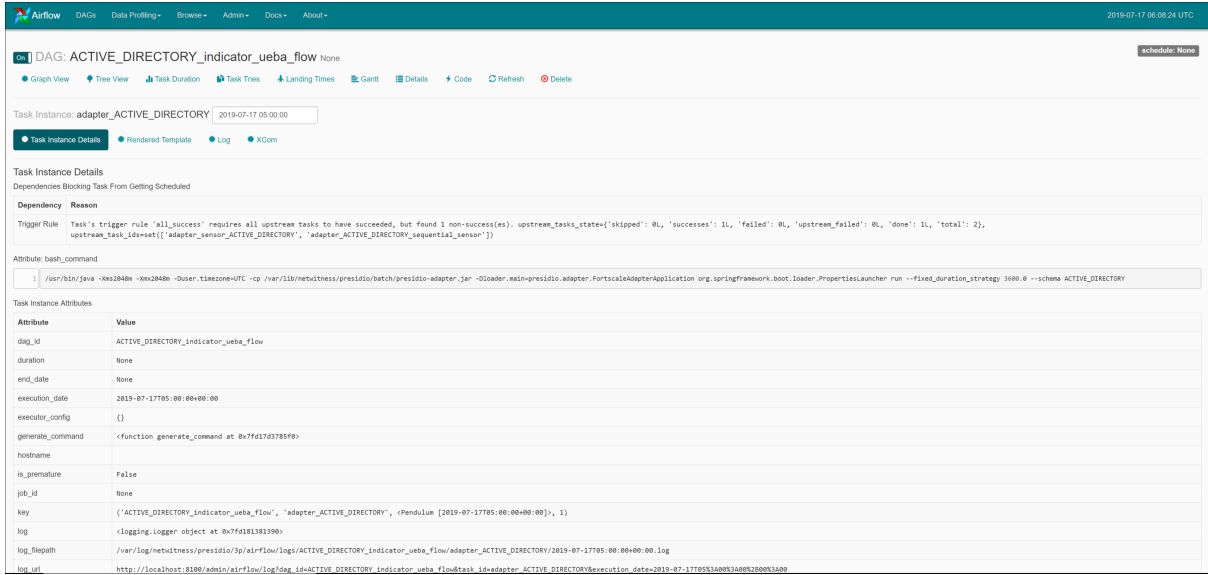 Airflow DAGs Data Profiling Browse Admin Docs About 2019-07-17 06:08:24 UTC
On DAG: ACTIVE_DIRECTORY_indicator_ueba_flow None schedule: None
Graph View Tree View Task Duration Task Tries Landing Times Gantt Details Code Refresh Delete
Task Instance: adapter_ACTIVE_DIRECTORY 2019-07-17 05:00:00
Task Instance Details Rendered Template Log XCom
Task Instance Details
Dependencies Blocking Task From Getting Scheduled
Dependency Reason
Trigger Rule Task's trigger rule 'all_success' requires all upstream tasks to have succeeded, but found 1 non-success(es). upstream_tasks_state={'skipped': 0L, 'successes': 1L, 'failed': 0L, 'upstream_failed': 0L, 'done': 1L, 'total': 2},
upstream_task_ids=set(['adapter_sensor_ACTIVE_DIRECTORY', 'adapter_ACTIVE_DIRECTORY_sequential_sensor'])
Attribute: bash_command
1 /usr/bin/java -Xms2048m -Xmx2048m -Duser.timezone=UTC -cp /var/lib/netwitness/presidio/batch/presidio-adapter.jar -Dloader.main=presidio.adapter.FortscaleAdapterApplication org.springframework.boot.loader.PropertiesLauncher run --fixed_duration_strategy 3600.0 --schema ACTIVE_DIRECTORY
Task Instance Attributes
Attribute Value
dag_id ACTIVE_DIRECTORY_indicator_ueba_flow
duration None
end_date None
execution_date 2019-07-17T05:00:00+00:00
executor_config {}
generate_command <function generate_command at 0x7fd17d3785f0>
hostname
is_premature False
job_id None
key ('ACTIVE_DIRECTORY_indicator_ueba_flow', 'adapter_ACTIVE_DIRECTORY', <Pendulum [2019-07-17T05:00:00+00:00]>, 1)
log <logging.Logger object at 0x7fd181381390>
log_filepath /var/log/netwitness/presidio/3p/airflow/logs/ACTIVE_DIRECTORY_indicator_ueba_flow/adapter_ACTIVE_DIRECTORY/2019-07-17T05:00:00+00:00.log
log_url http://localhost:8100/admin/airflow/log?dag_id=ACTIVE_DIRECTORY_indicator_ueba_flow&task_id=adapter_ACTIVE_DIRECTORY&execution_date=2019-07-17T05%3A00%3A00%2B00%3A00